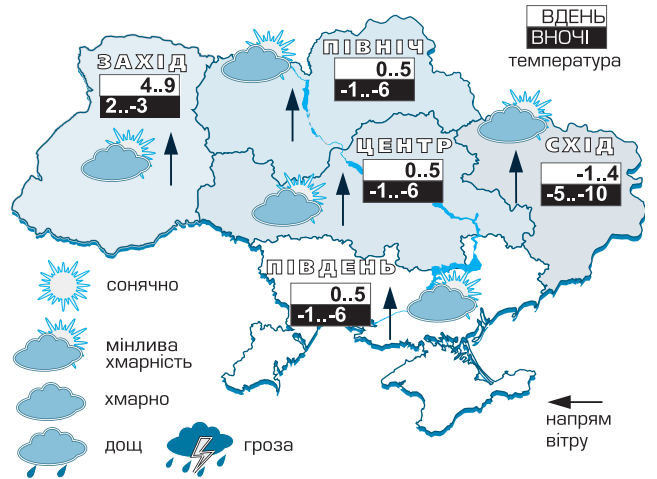 ВДЕНЬ
ВНОЧІ
температура
ЗАХІД
4..9
2..-3
ПІВНІЧ
0..5
-1..-6
ЦЕНТР
0..5
-1..-6
СХІД
-1..4
-5..-10
ПІВДЕНЬ
0..5
-1..-6
сонячно
мінлива
хмарність
хмарно
дощ
гроза
напрям
вітру